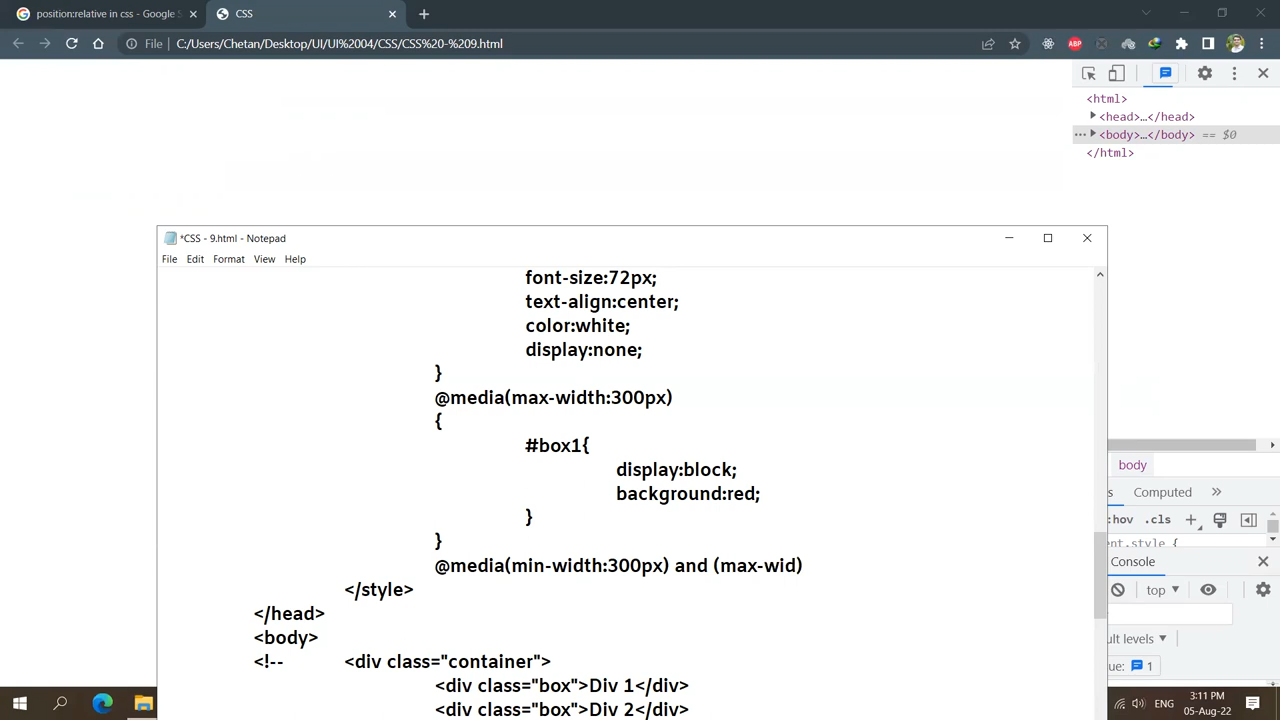 position:relative in css - Google S
CSS
File
C:/Users/Chetan/Desktop/UI/UI%2004/CSS/CSS%20-%209.html
ABP
<html>
<head>…</head>
<body>…</body> == $0
</html>
*CSS - 9.html - Notepad
File Edit Format View Help
font-size:72px;
text-align:center;
color:white;
display:none;
}
@media(max-width:300px)
{
#box1{
display:block;
background:red;
}
}
@media(min-width:300px) and (max-wid)
</style>
</head>
<body>
<!-- <div class="container">
<div class="box">Div 1</div>
<div class="box">Div 2</div>
body
s Computed
:hov .cls
ent.style {
Console
top
ult levels
ue: 1
ENG
3:11 PM
05-Aug-22